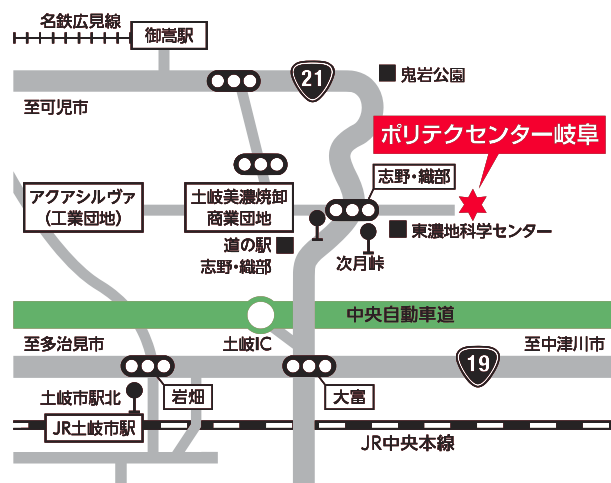 名鉄広見線
御嵩駅
21
鬼岩公園
至可児市
ポリテクセンター岐阜
志野・織部
アクアシルヴァ
(工業団地)
土岐美濃焼卸
商業団地
東濃地科学センター
道の駅
志野・織部
次月峠
中央自動車道
至多治見市
土岐IC
至中津川市
19
土岐市駅北
岩畑
大富
JR土岐市駅
JR中央本線